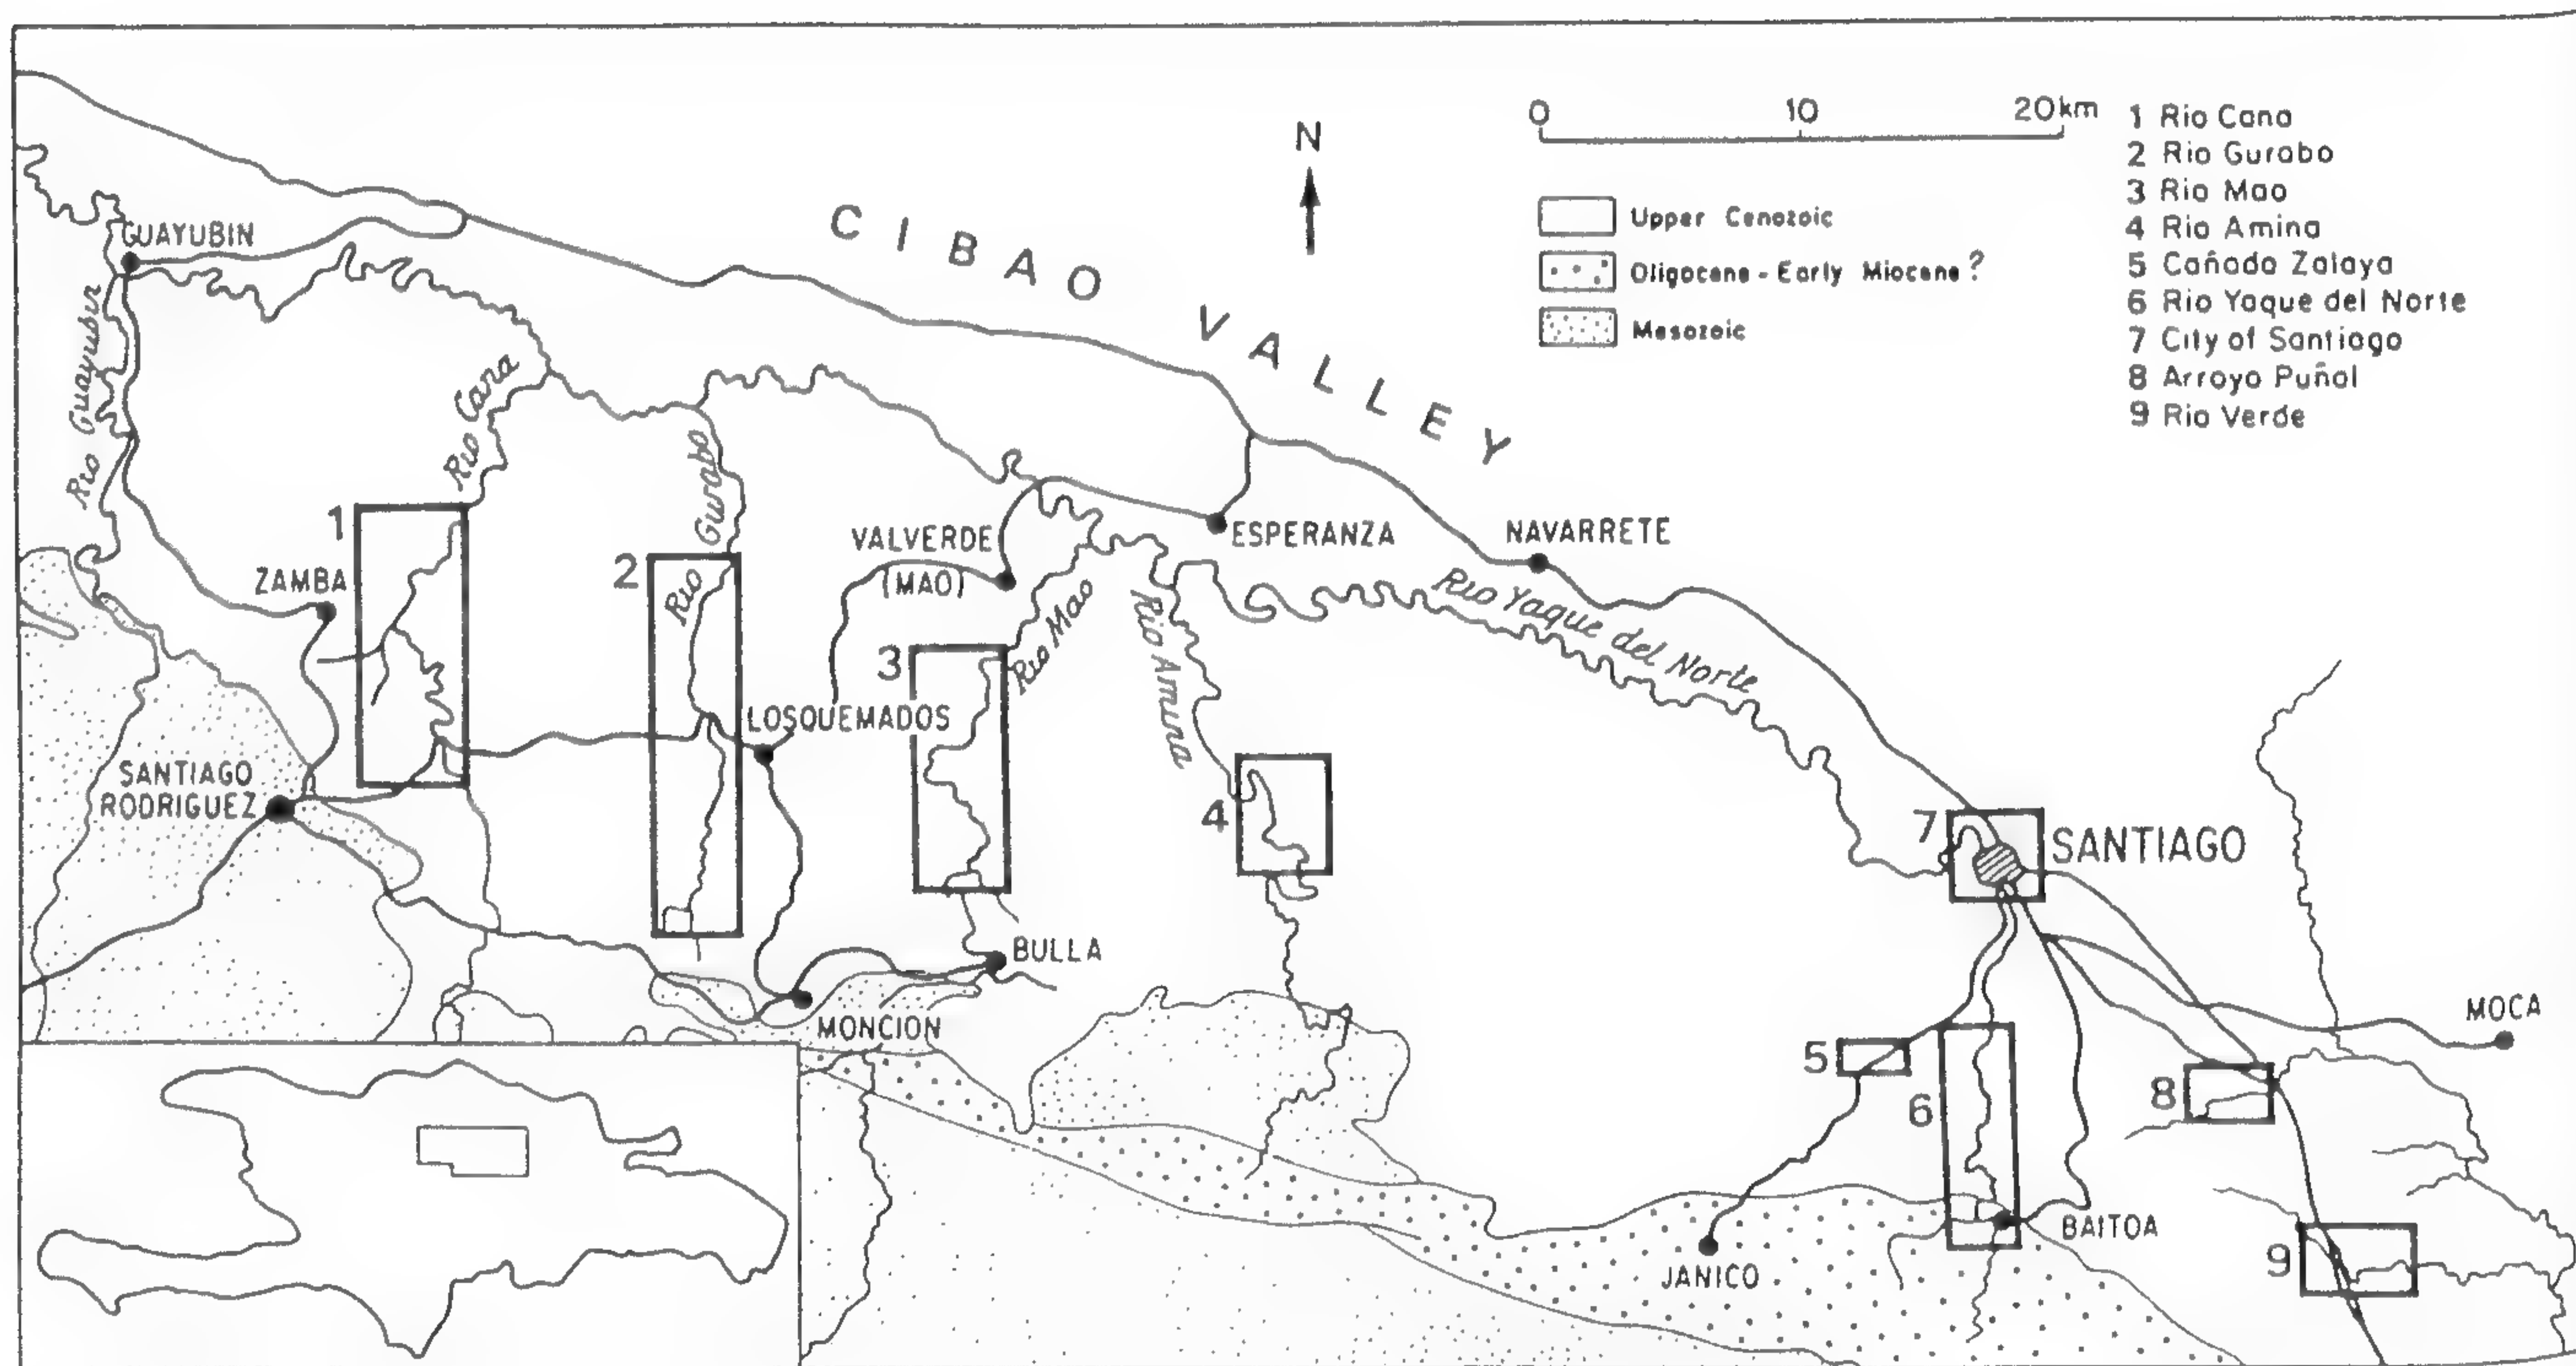 0 10 20km
N
Upper Cenozoic
Oligocene - Early Miocene?
Mesozoic
1 Rio Cana
2 Rio Gurabo
3 Rio Mao
4 Rio Amina
5 Cañada Zalaya
6 Rio Yaque del Norte
7 City of Santiago
8 Arroyo Puñal
9 Rio Verde
CIBAO VALLEY
GUAYUBIN
Rio Guayubin
Rio Cana
Rio Gurabo
1
ZAMBA
2
VALVERDE
(MAO)
ESPERANZA
NAVARRETE
Rio Yaque del Norte
Rio Mao
Rio Amina
3
LOSQUEMADOS
SANTIAGO
RODRIGUEZ
4
7
SANTIAGO
BULLA
MONCION
MOCA
5
6
8
BAITOA
JANICO
9